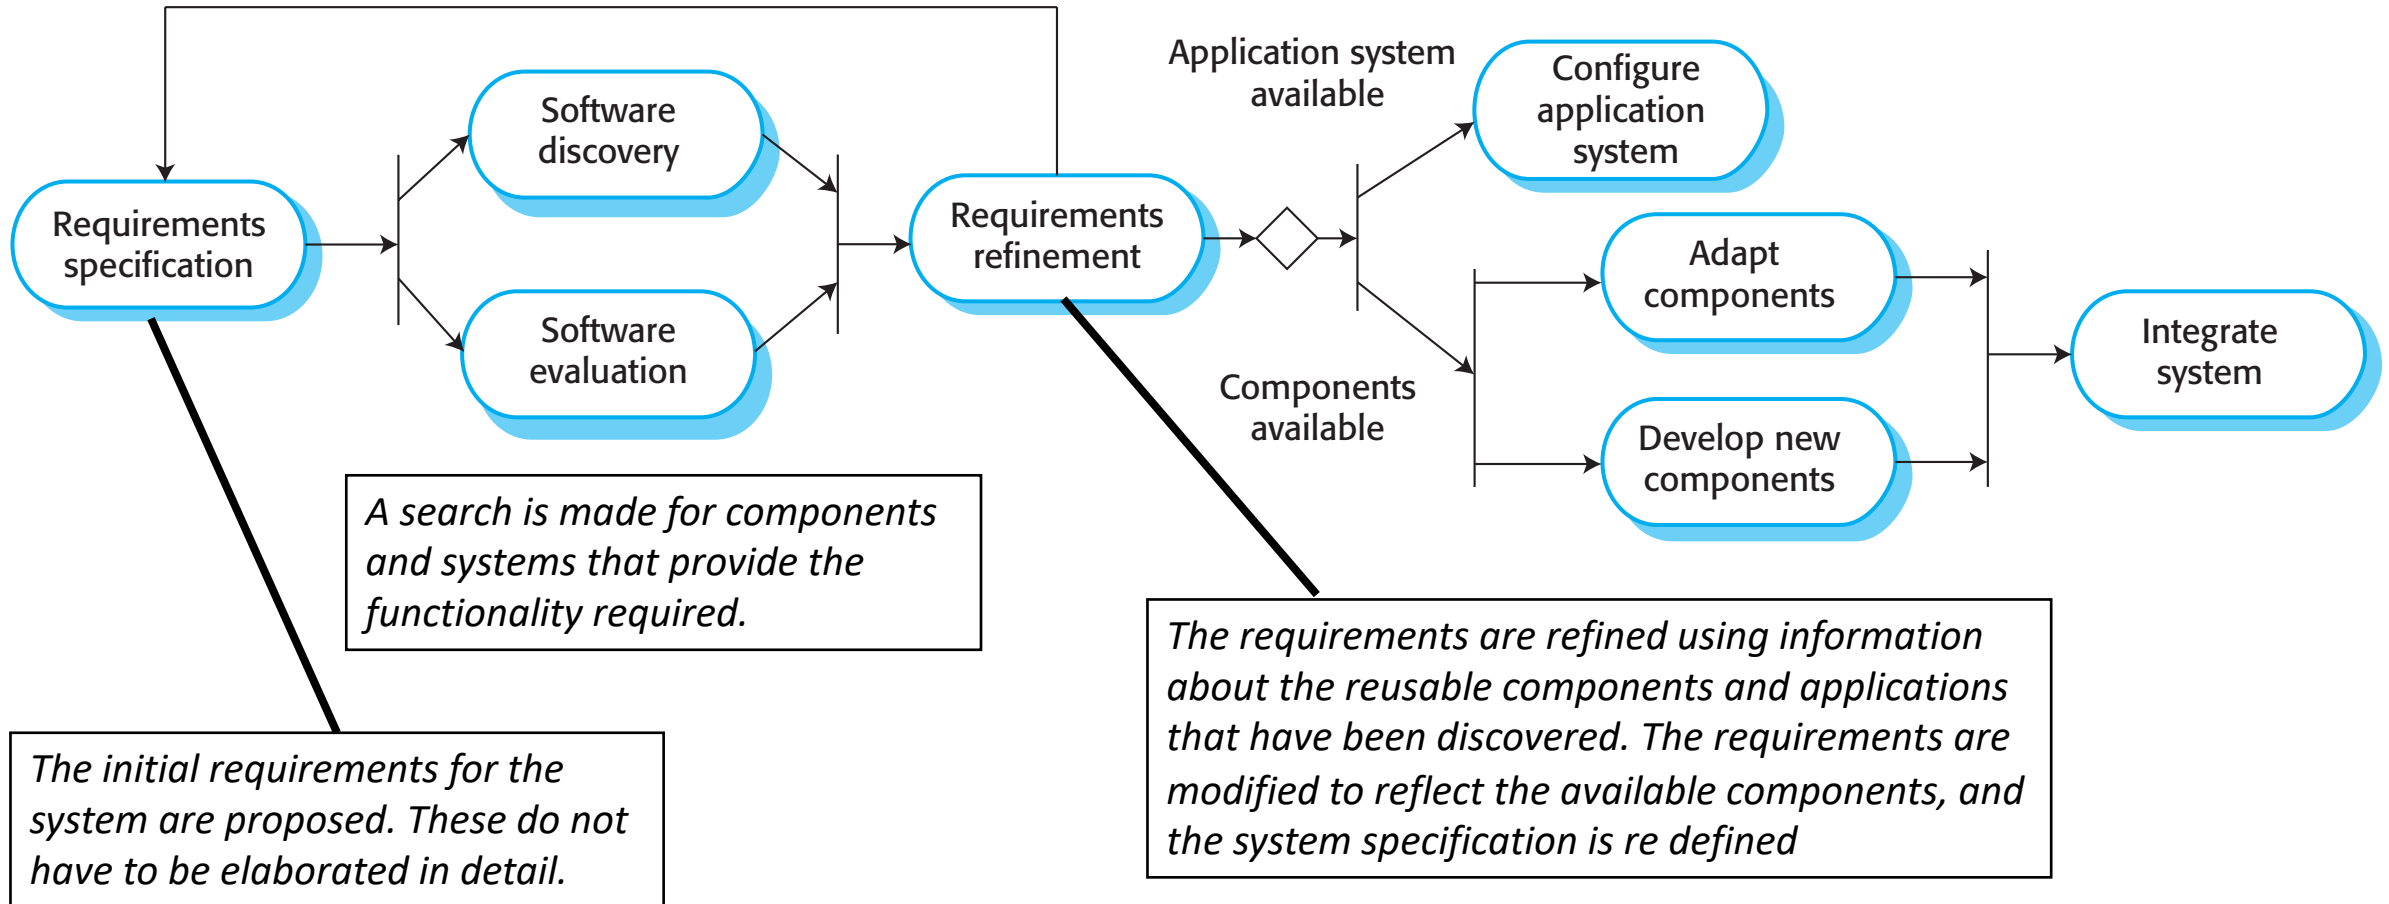 Requirements
specification
Software
discovery
Software
evaluation
Requirements
refinement
Application system
available
Components
available
Configure
application
system
Adapt
components
Develop new
components
Integrate
system
A search is made for components
and systems that provide the
functionality required.
The initial requirements for the
system are proposed. These do not
have to be elaborated in detail.
The requirements are refined using information
about the reusable components and applications
that have been discovered. The requirements are
modified to reflect the available components, and
the system specification is re defined